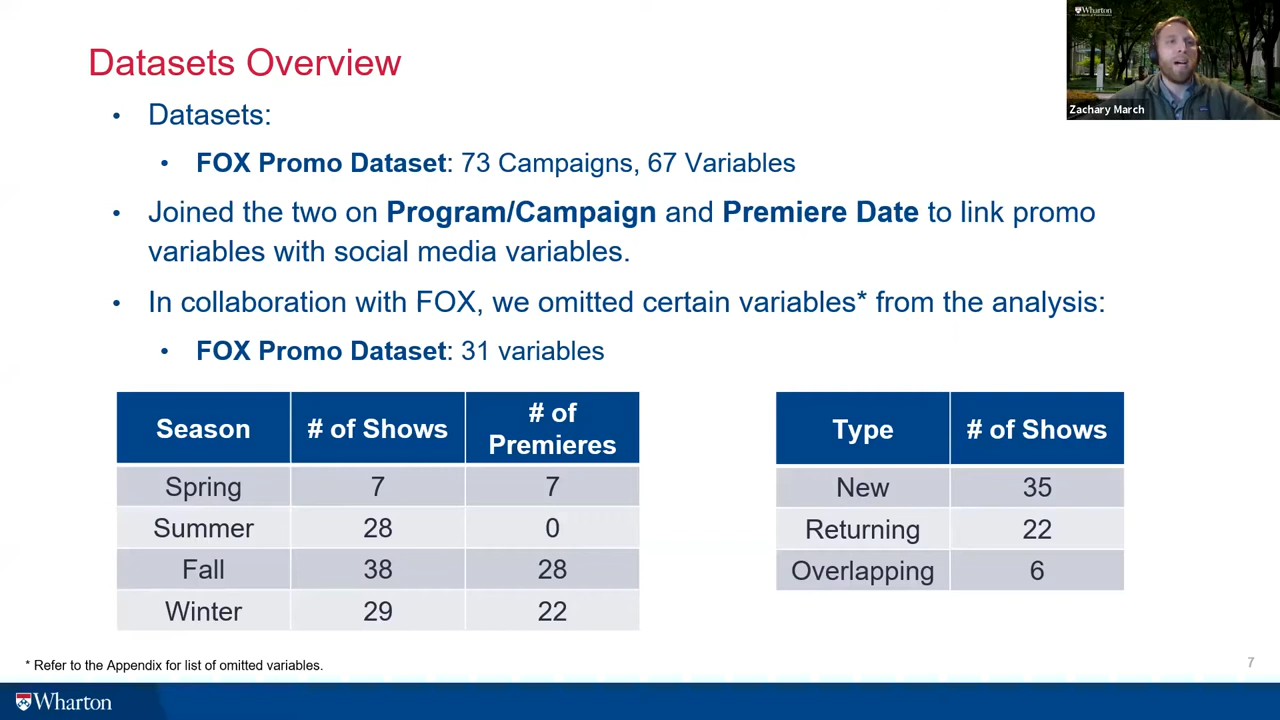 Wharton
Zachary March
Datasets Overview
• Datasets:
• FOX Promo Dataset: 73 Campaigns, 67 Variables
• Joined the two on Program/Campaign and Premiere Date to link promo
variables with social media variables.
• In collaboration with FOX, we omitted certain variables* from the analysis:
• FOX Promo Dataset: 31 variables
Season # of Shows # of Premieres
Spring 7 7
Summer 28 0
Fall 38 28
Winter 29 22
Type # of Shows
New 35
Returning 22
Overlapping 6
* Refer to the Appendix for list of omitted variables.
7
Wharton